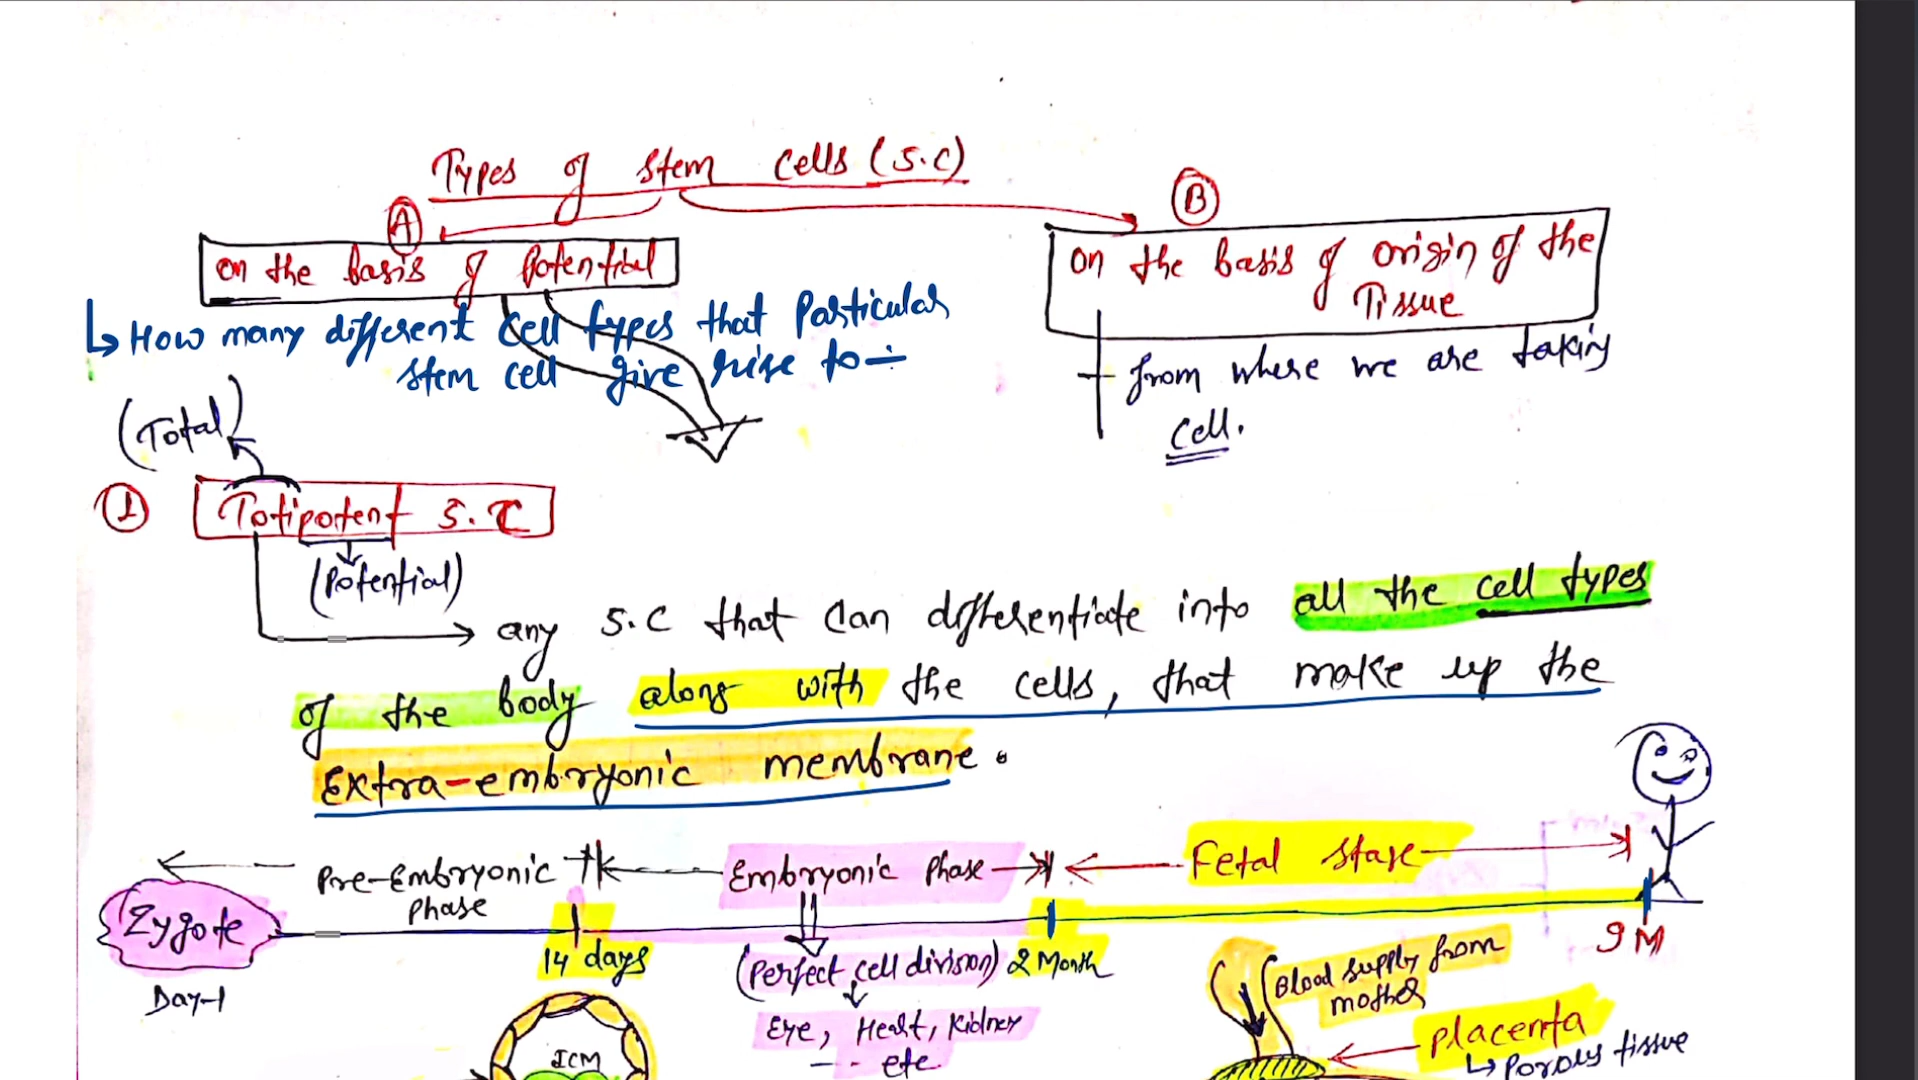 Types of stem cells (S.C)
(A)
on the basis of Potential
↳ How many different cell types that Particular
stem cell give rise to÷
(B)
on the basis of origin of the
Tissue
from where we are taking
cell.
(Total)
(1) Totipotent S.C
(Potential)
any S.C that can differentiate into all the cell types
of the body along with the cells, that make up the
Extra-embryonic membrane.
Pre-Embryonic
phase
Embryonic phase
Fetal stage
Zygote
Day-1
14 days
(Perfect cell division)
2 Month
9 M
Eye, Heart, Kidney
--- etc
ICM
Blood supply from
mother
Placenta
↳ Porous tissue